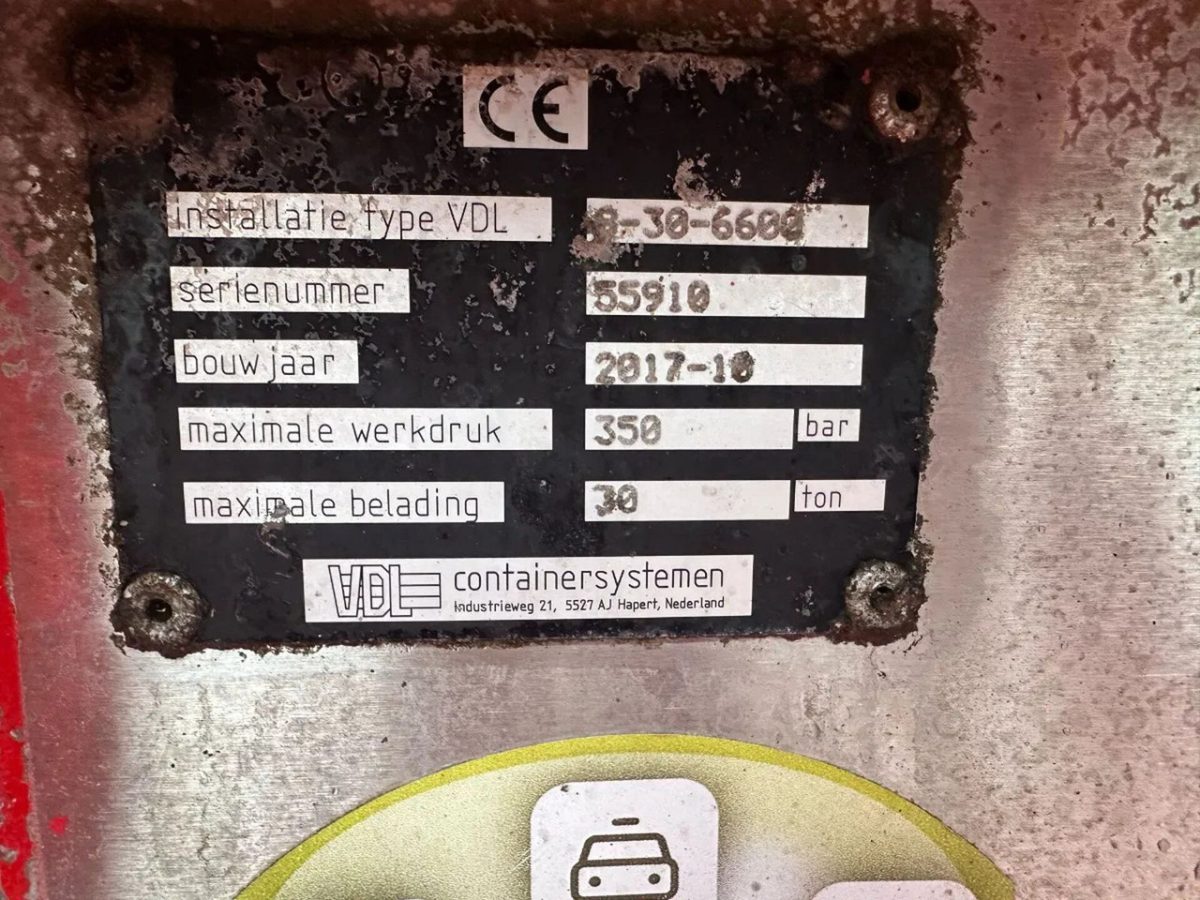 CE
installatie type VDL -30-6600
serienummer 55910
bouwjaar 2017-10
maximale werkdruk 350 bar
maximale belading 30 ton
VDL containersystemen
Industrieweg 21, 5527 AJ Hapert, Nederland